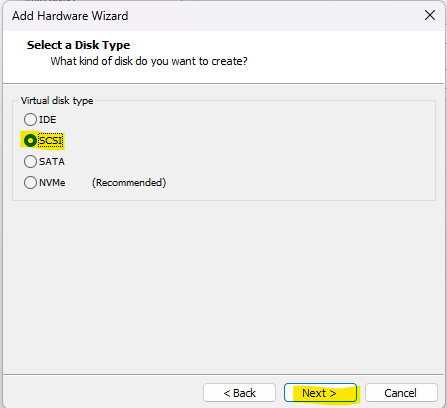 Add Hardware Wizard
Select a Disk Type
What kind of disk do you want to create?
Virtual disk type
IDE
SCSI
SATA
NVMe (Recommended)
< Back Next > Cancel